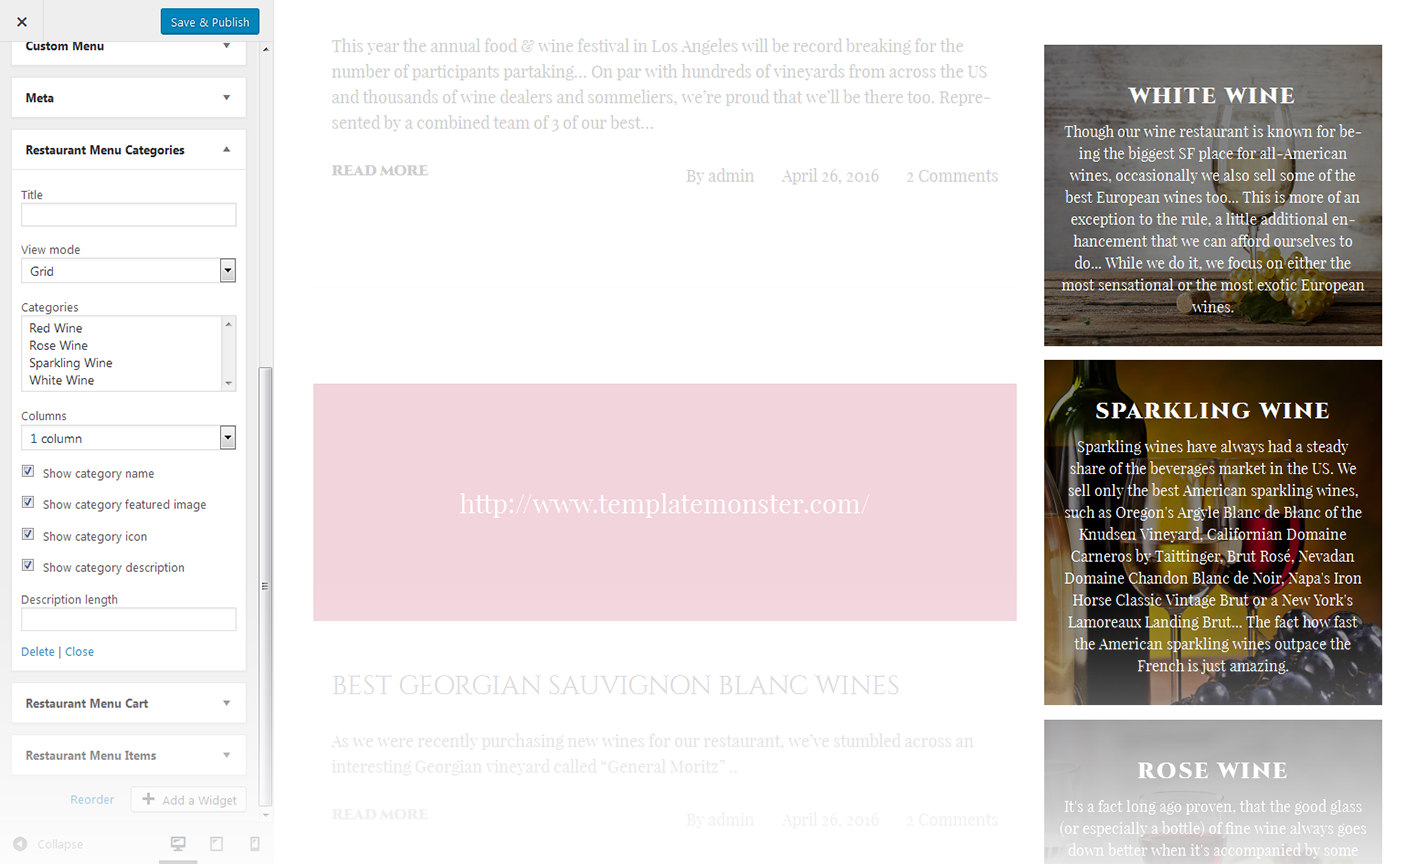 Save & Publish
Custom Menu
Meta
Restaurant Menu Categories
Title
View mode
Grid
Categories
Red Wine
Rose Wine
Sparkling Wine
White Wine
Columns
1 column
Show category name
Show category featured image
Show category icon
Show category description
Description length
Delete | Close
Restaurant Menu Cart
Restaurant Menu Items
Reorder
Add a Widget
Collapse
This year the annual food & wine festival in Los Angeles will be record breaking for the
number of participants partaking... On par with hundreds of vineyards from across the US
and thousands of wine dealers and sommeliers, we're proud that we'll be there too. Repre-
sented by a combined team of 3 of our best...
READ MORE
By admin April 26, 2016 2 Comments
http://www.templatemonster.com/
BEST GEORGIAN SAUVIGNON BLANC WINES
As we were recently purchasing new wines for our restaurant, we've stumbled across an
interesting Georgian vineyard called “General Moritz” ..
READ MORE
By admin April 26, 2016 2 Comments
WHITE WINE
Though our wine restaurant is known for be-
ing the biggest SF place for all-American
wines, occasionally we also sell some of the
best European wines too... This is more of an
exception to the rule, a little additional en-
hancement that we can afford ourselves to
do... While we do it, we focus on either the
most sensational or the most exotic European
wines.
SPARKLING WINE
Sparkling wines have always had a steady
share of the beverages market in the US. We
sell only the best American sparkling wines,
such as Oregon's Argyle Blanc de Blanc of the
Knudsen Vineyard, Californian Domaine
Carneros by Taittinger, Brut Rosé, Nevadan
Domaine Chandon Blanc de Noir, Napa's Iron
Horse Classic Vintage Brut or a New York's
Lamoreaux Landing Brut... The fact how fast
the American sparkling wines outpace the
French is just amazing.
ROSE WINE
It's a fact long ago proven, that the good glass
(or especially a bottle) of fine wine always goes
down better when it's accompanied by some